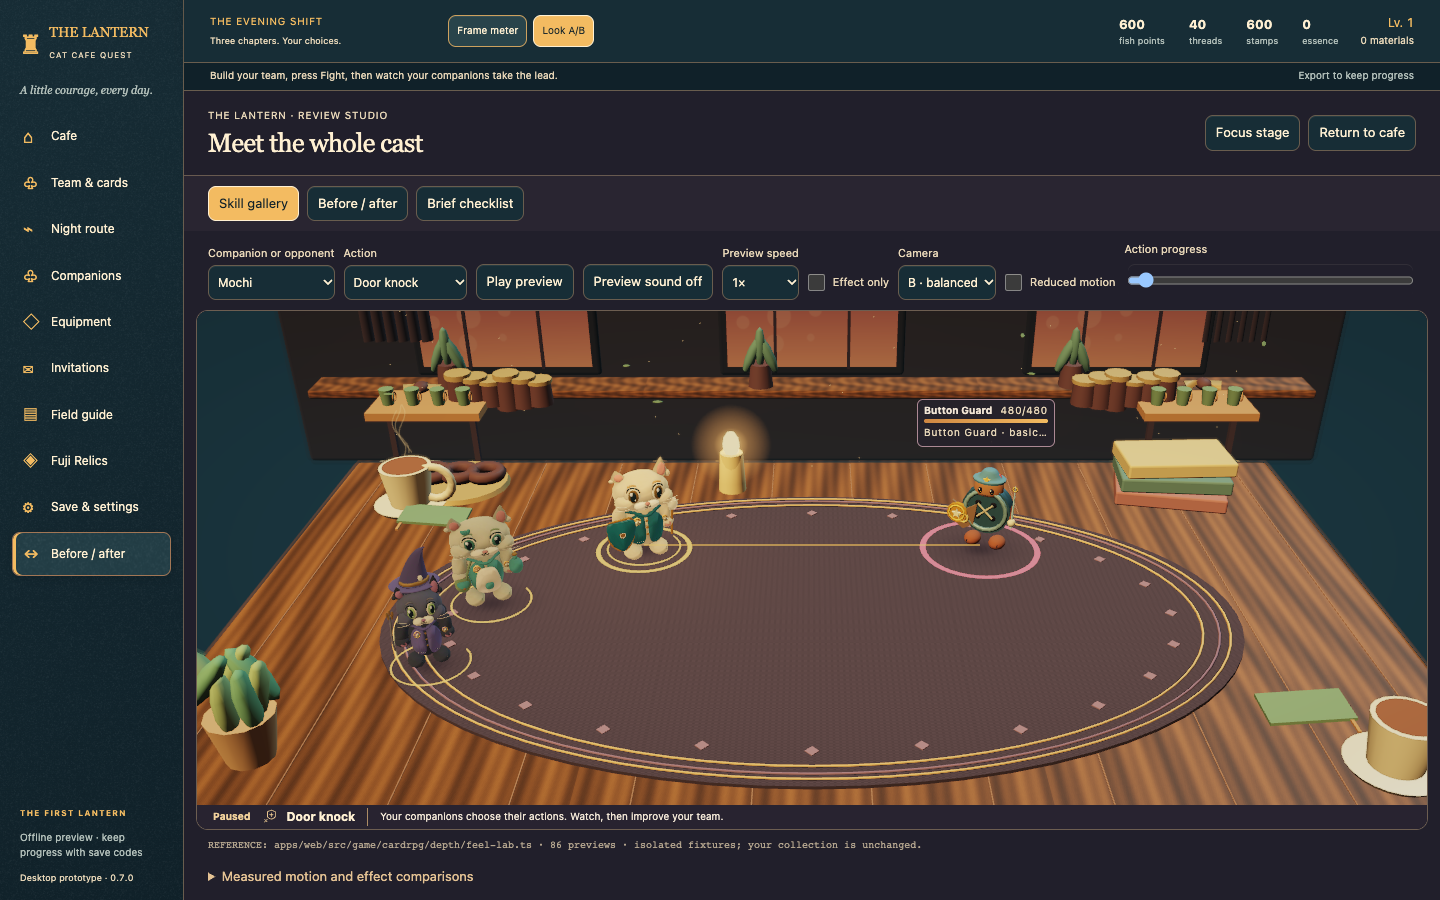 THE LANTERN
CAT CAFE QUEST
A little courage, every day.
Cafe
Team & cards
Night route
Companions
Equipment
Invitations
Field guide
Fuji Relics
Save & settings
Before / after
THE FIRST LANTERN
Offline preview · keep
progress with save codes
Desktop prototype · 0.7.0
THE EVENING SHIFT
Three chapters. Your choices.
Frame meter
Look A/B
600
fish points
40
threads
600
stamps
0
essence
Lv. 1
0 materials
Build your team, press Fight, then watch your companions take the lead.
Export to keep progress
THE LANTERN · REVIEW STUDIO
Meet the whole cast
Focus stage
Return to cafe
Skill gallery
Before / after
Brief checklist
Companion or opponent
Mochi
Action
Door knock
Play preview
Preview sound off
Preview speed
1×
Effect only
Camera
B · balanced
Reduced motion
Action progress
Button Guard 480/480
Button Guard · basic…
Paused
Door knock
Your companions choose their actions. Watch, then improve your team.
REFERENCE: apps/web/src/game/cardrpg/depth/feel-lab.ts · 86 previews · isolated fixtures; your collection is unchanged.
Measured motion and effect comparisons